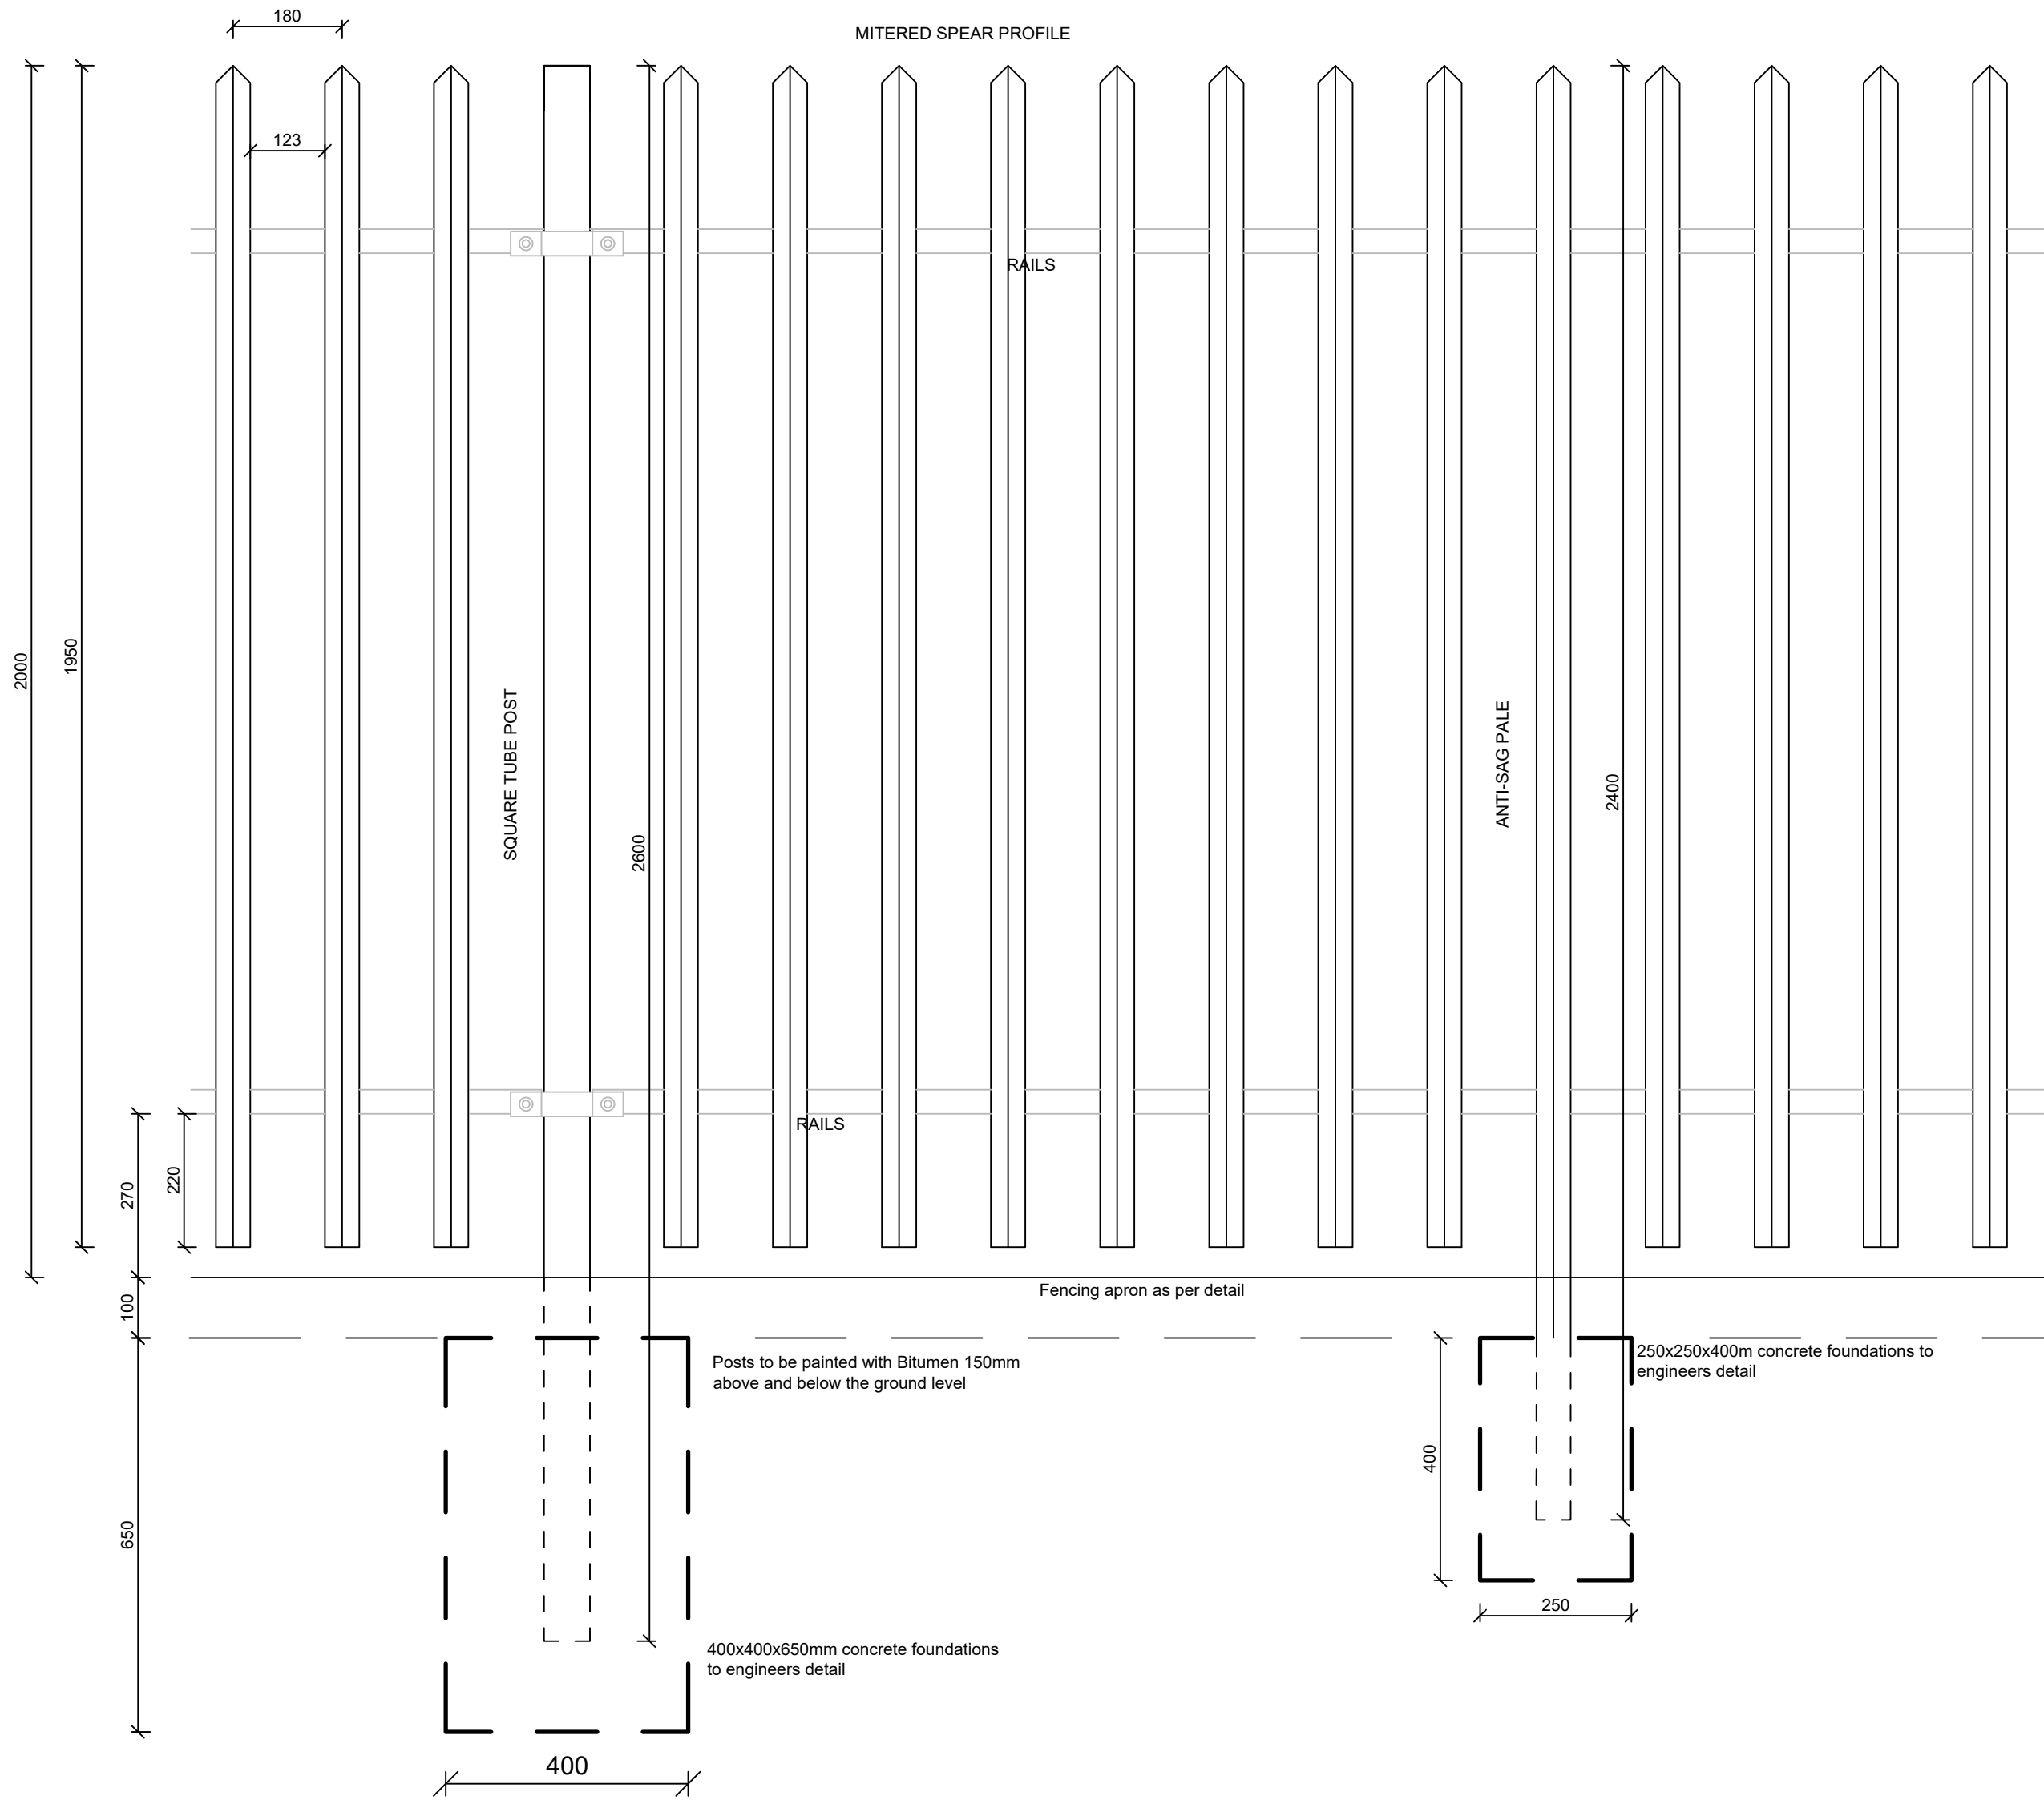 180
MITERED SPEAR PROFILE
123
RAILS
2000
1950
SQUARE TUBE POST
2600
ANTI-SAG PALE
2400
RAILS
270
220
100
Fencing apron as per detail
Posts to be painted with Bitumen 150mm
above and below the ground level
250x250x400m concrete foundations to
engineers detail
400
650
250
400x400x650mm concrete foundations
to engineers detail
400